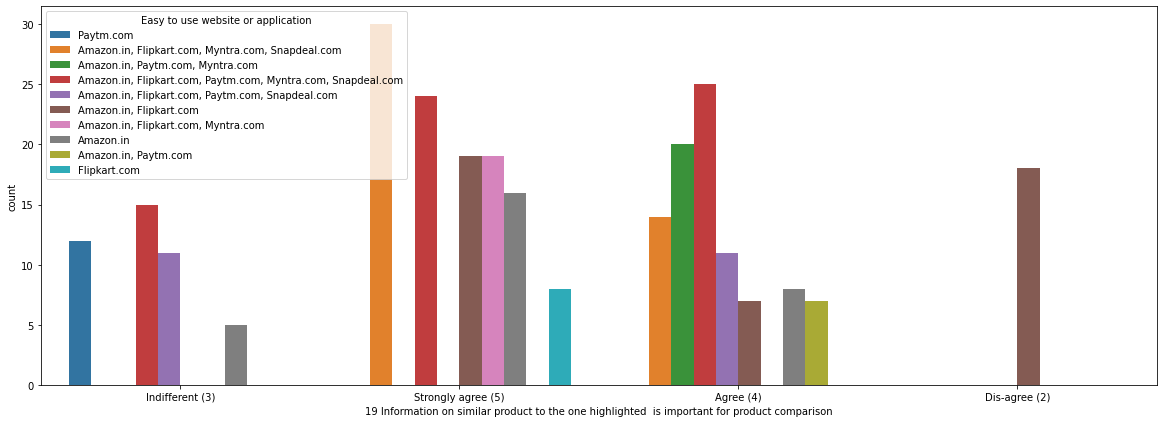 Easy to use website or application
Paytm.com
Amazon.in, Flipkart.com, Myntra.com, Snapdeal.com
Amazon.in, Paytm.com, Myntra.com
Amazon.in, Flipkart.com, Paytm.com, Myntra.com, Snapdeal.com
Amazon.in, Flipkart.com, Paytm.com, Snapdeal.com
Amazon.in, Flipkart.com
Amazon.in, Flipkart.com, Myntra.com
Amazon.in
Amazon.in, Paytm.com
Flipkart.com
30
25
20
15
10
5
0
count
Indifferent (3)
Strongly agree (5)
Agree (4)
Dis-agree (2)
19 Information on similar product to the one highlighted  is important for product comparison